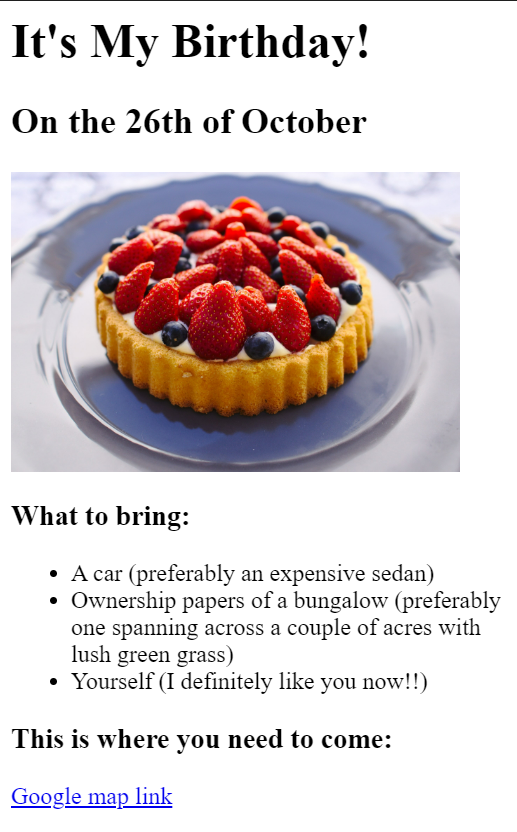 It's My Birthday!
On the 26th of October
What to bring:
A car (preferably an expensive sedan)
Ownership papers of a bungalow (preferably
one spanning across a couple of acres with
lush green grass)
Yourself (I definitely like you now!!)
This is where you need to come:
Google map link